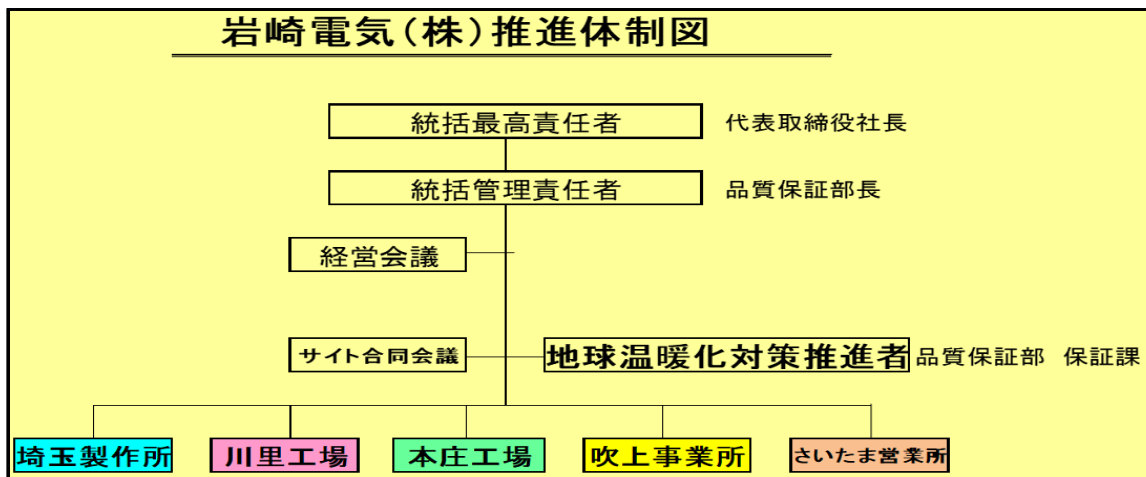 岩崎電気(株)推進体制図
統括最高責任者 代表取締役社長
統括管理責任者 品質保証部長
経営会議
サイト合同会議 地球温暖化対策推進者 品質保証部 保証課
埼玉製作所 川里工場 本庄工場 吹上事業所 さいたま営業所